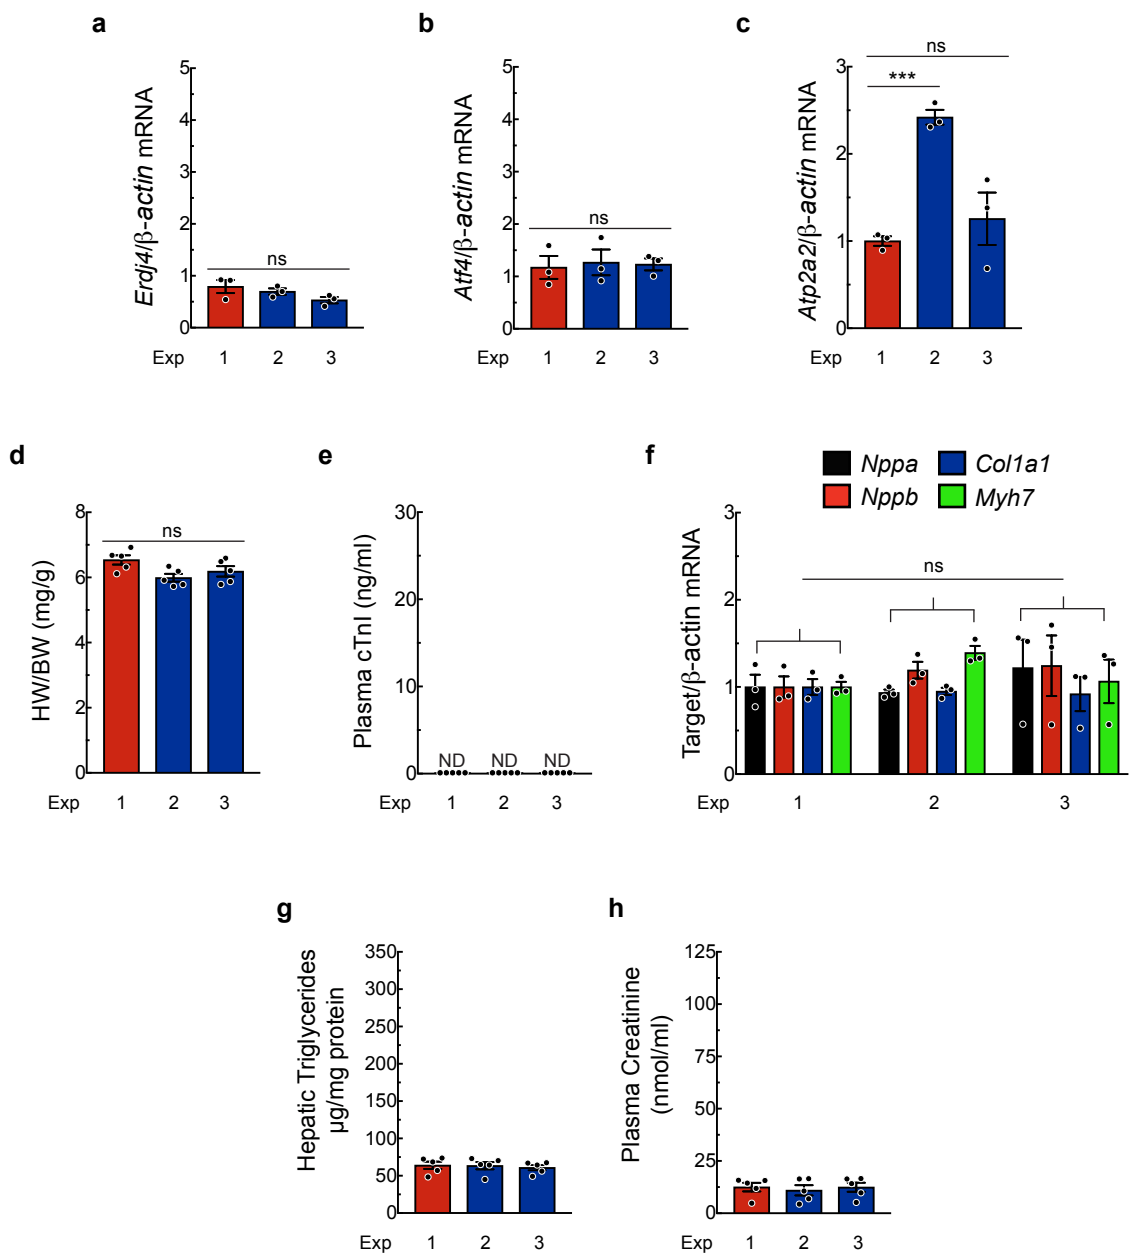 a
Erdj4/β-actin mRNA
5
4
3
2
1
0
ns
Exp 1 2 3
b
Atf4/β-actin mRNA
5
4
3
2
1
0
ns
Exp 1 2 3
c
Atp2a2/β-actin mRNA
3
2
1
0
ns
***
Exp 1 2 3
d
HW/BW (mg/g)
8
6
4
2
0
ns
Exp 1 2 3
e
Plasma cTnI (ng/ml)
30
20
10
0
ND ND ND
Exp 1 2 3
f
Nppa Col1a1
Nppb Myh7
Target/β-actin mRNA
3
2
1
0
ns
Exp 1 2 3
g
Hepatic Triglycerides
µg/mg protein
350
300
250
200
150
100
50
0
Exp 1 2 3
h
Plasma Creatinine
(nmol/ml)
125
100
75
50
25
0
Exp 1 2 3